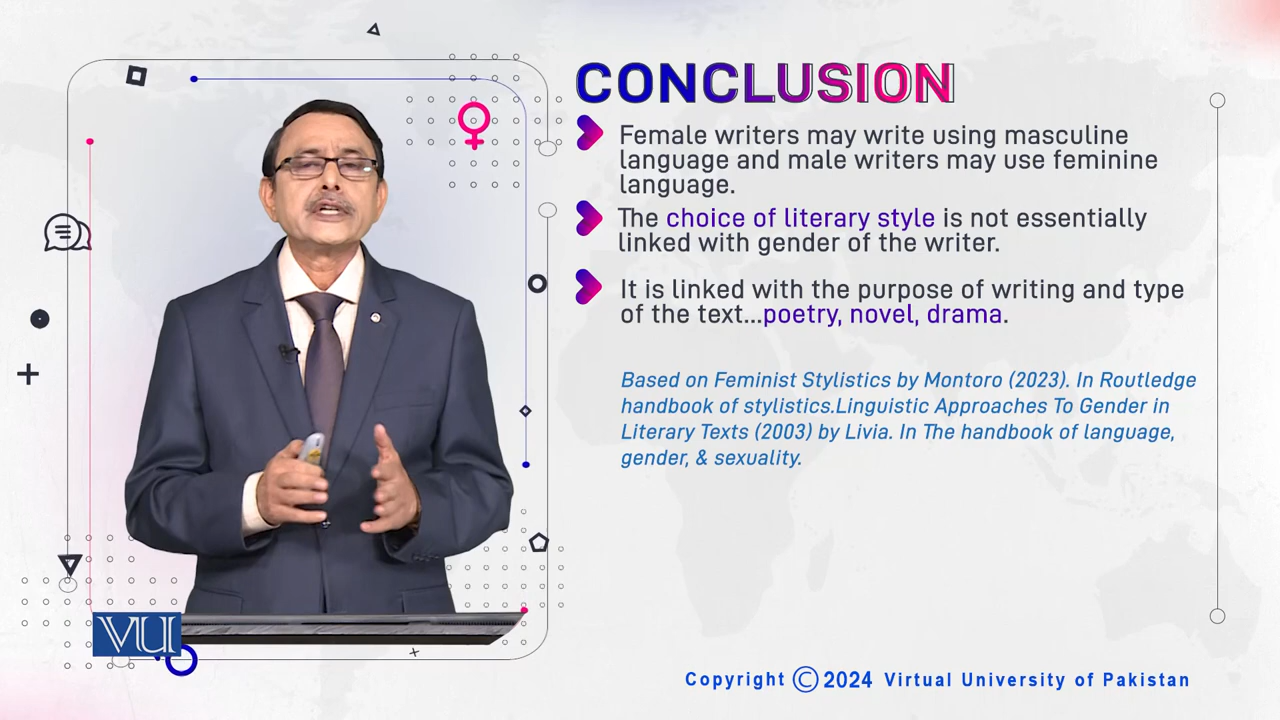 CONCLUSION
Female writers may write using masculine
language and male writers may use feminine
language.
The choice of literary style is not essentially
linked with gender of the writer.
It is linked with the purpose of writing and type
of the text...poetry, novel, drama.
Based on Feminist Stylistics by Montoro (2023). In Routledge
handbook of stylistics.Linguistic Approaches To Gender in
Literary Texts (2003) by Livia. In The handbook of language,
gender, & sexuality.
VU
Copyright Ⓒ 2024 Virtual University of Pakistan